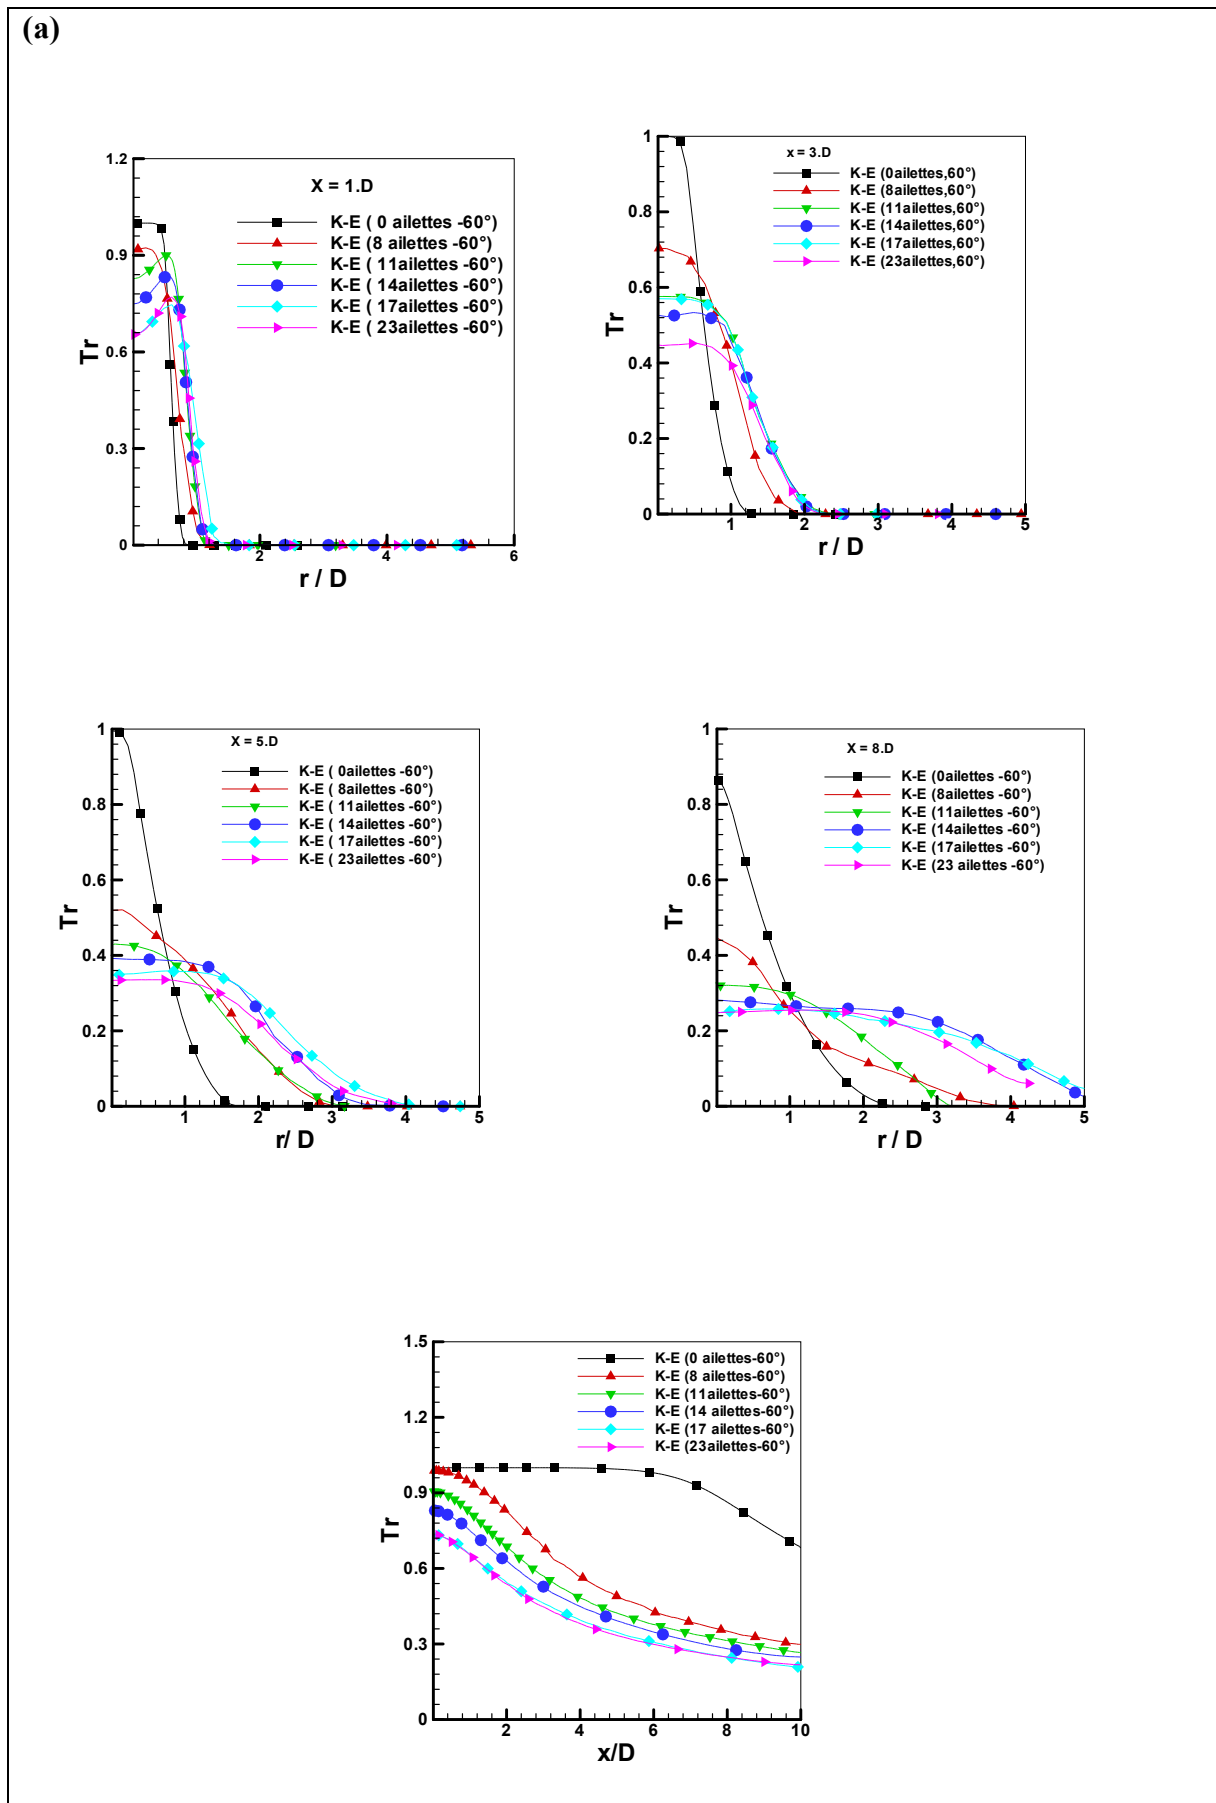 (a)
1.2
0.9
0.6
0.3
0
Tr
X = 1.D
K-E ( 0 ailettes -60°)
K-E (8 ailettes -60°)
K-E ( 11ailettes -60°)
K-E ( 14ailettes -60°)
K-E ( 17ailettes -60°)
K-E ( 23ailettes -60°)
2
4
6
r / D
1
0.8
0.6
0.4
0.2
0
Tr
x = 3.D
K-E (0ailettes,60°)
K-E (8ailettes,60°)
K-E (11ailettes,60°)
K-E (14ailettes,60°)
K-E (17ailettes,60°)
K-E (23ailettes,60°)
1
2
3
4
5
r / D
1
0.8
0.6
0.4
0.2
0
Tr
X = 5.D
K-E ( 0ailettes -60°)
K-E ( 8ailettes -60°)
K-E ( 11ailettes -60°)
K-E ( 14ailettes -60°)
K-E ( 17ailettes -60°)
K-E ( 23ailettes -60°)
1
2
3
4
5
r/ D
1
0.8
0.6
0.4
0.2
0
Tr
X = 8.D
K-E (0ailettes -60°)
K-E (8ailettes -60°)
K-E (11ailettes -60°)
K-E (14ailettes -60°)
K-E (17ailettes -60°)
K-E (23 ailettes -60°)
1
2
3
4
5
r / D
1.5
1.2
0.9
0.6
0.3
0
Tr
K-E (0 ailettes-60°)
K-E (8 ailettes-60°)
K-E (11ailettes-60°)
K-E (14 ailettes-60°)
K-E (17 ailettes-60°)
K-E (23ailettes-60°)
2
4
6
8
10
x/D